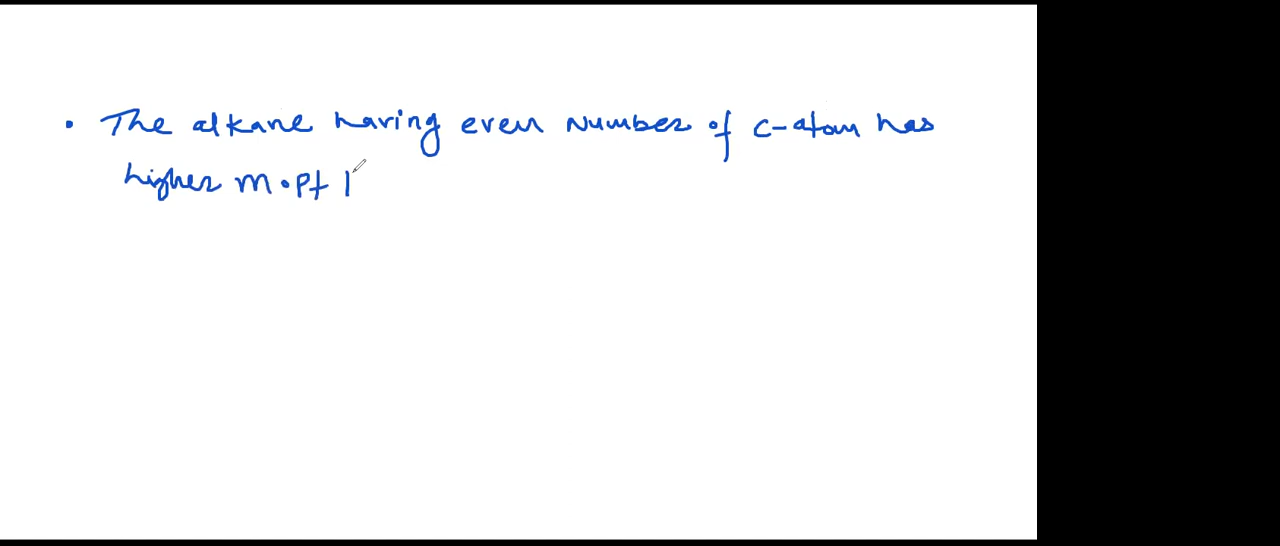 • The alkane having even number of c-atom has
higher m.pt